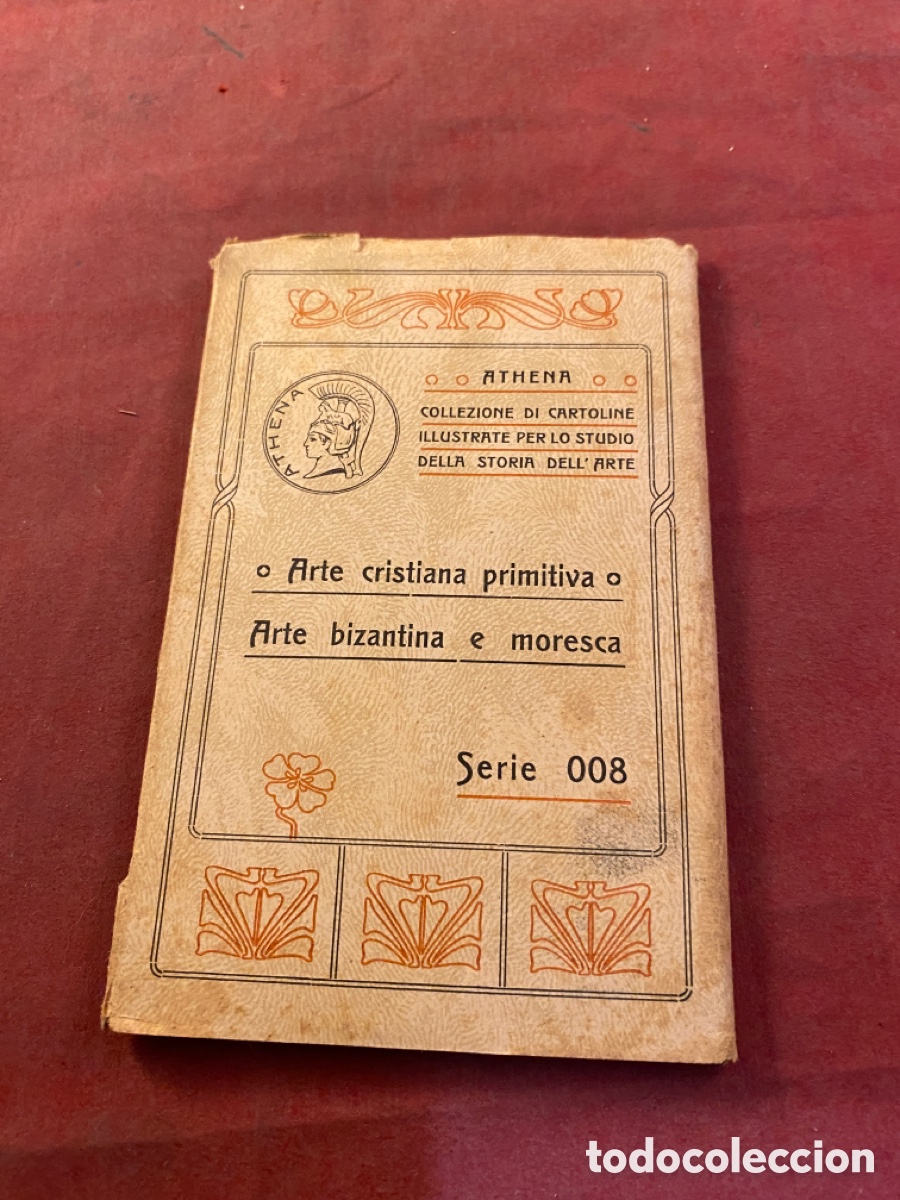 ATHENA
ATHENA
COLLEZIONE DI CARTOLINE
ILLUSTRATE PER LO STUDIO
DELLA STORIA DELL'ARTE
Arte cristiana primitiva
Arte bizantina e moresca
Serie 008
todocoleccion